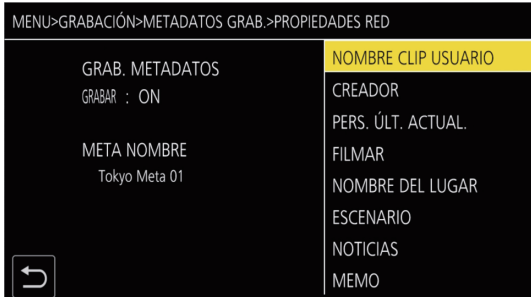 MENU>GRABACIÓN>METADATOS GRAB.>PROPIEDADES RED
GRAB. METADATOS
GRABAR : ON
META NOMBRE
Tokyo Meta 01
NOMBRE CLIP USUARIO
CREADOR
PERS. ÚLT. ACTUAL.
FILMAR
NOMBRE DEL LUGAR
ESCENARIO
NOTICIAS
MEMO